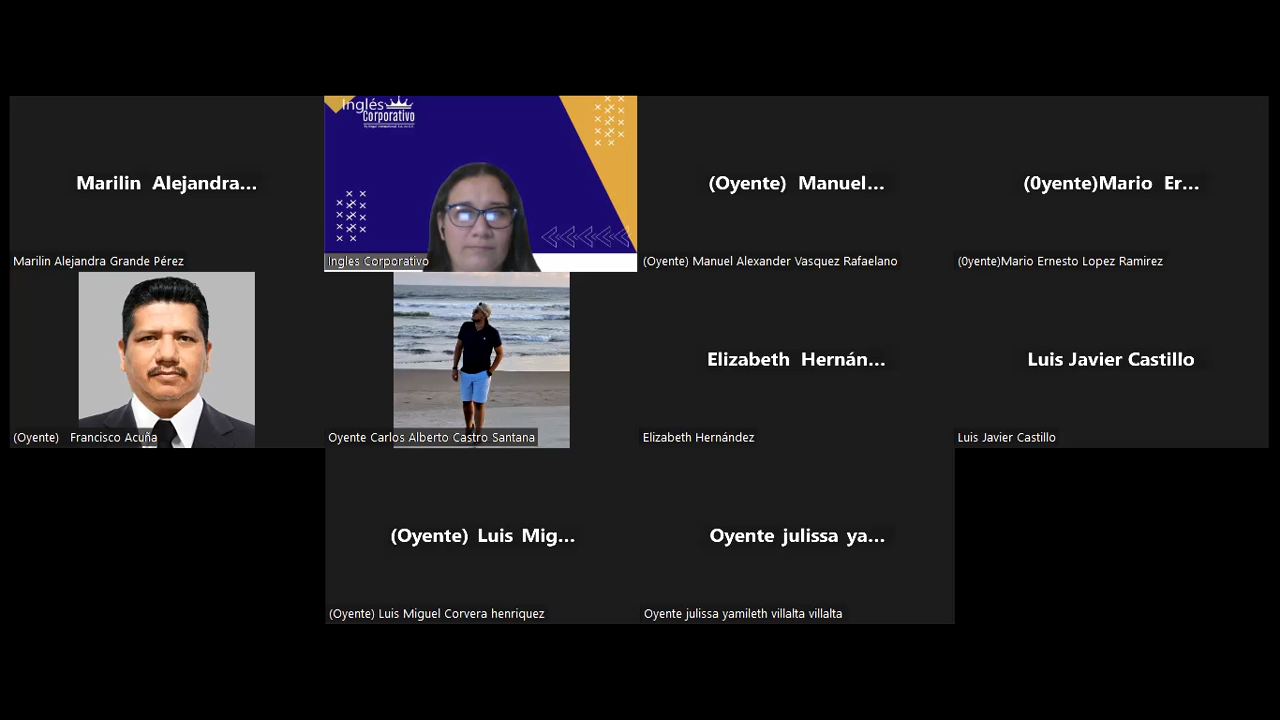 Marilin Alejandra...
Marilin Alejandra Grande Pérez
Inglés
Corporativo
Ingles Corporativo
(Oyente) Manuel...
(Oyente) Manuel Alexander Vasquez Rafaelano
(0yente)Mario Er...
(0yente)Mario Ernesto Lopez Ramirez
(Oyente) Francisco Acuña
Oyente Carlos Alberto Castro Santana
Elizabeth Hernán...
Elizabeth Hernández
Luis Javier Castillo
Luis Javier Castillo
(Oyente) Luis Mig...
(Oyente) Luis Miguel Corvera henriquez
Oyente julissa ya...
Oyente julissa yamileth villalta villalta